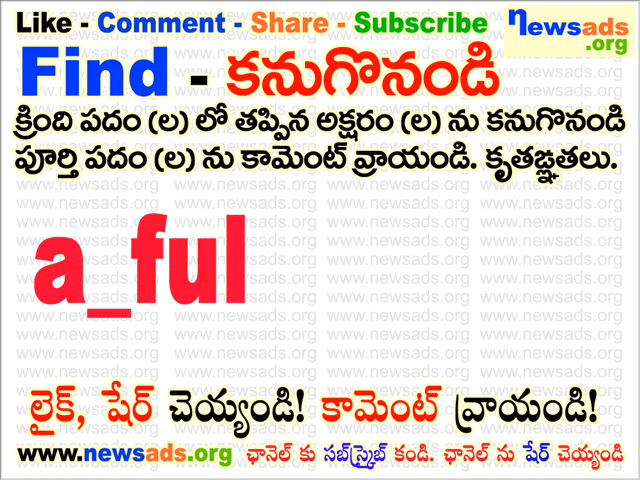 Like - Comment - Share - Subscribe
newsads
.org
Find - కనుగొనండి
క్రింది పదం (ల) లో తప్పిన అక్షరం (ల) ను కనుగొనండి
పూర్తి పదం (ల) ను కామెంట్ వ్రాయండి. కృతఙ్ఞతలు.
a_ful
లైక్, షేర్ చెయ్యండి! కామెంట్ వ్రాయండి!
www.newsads.org ఛానెల్ కు సబ్‌స్క్రైబ్ కండి. ఛానెల్ ను షేర్ చెయ్యండి